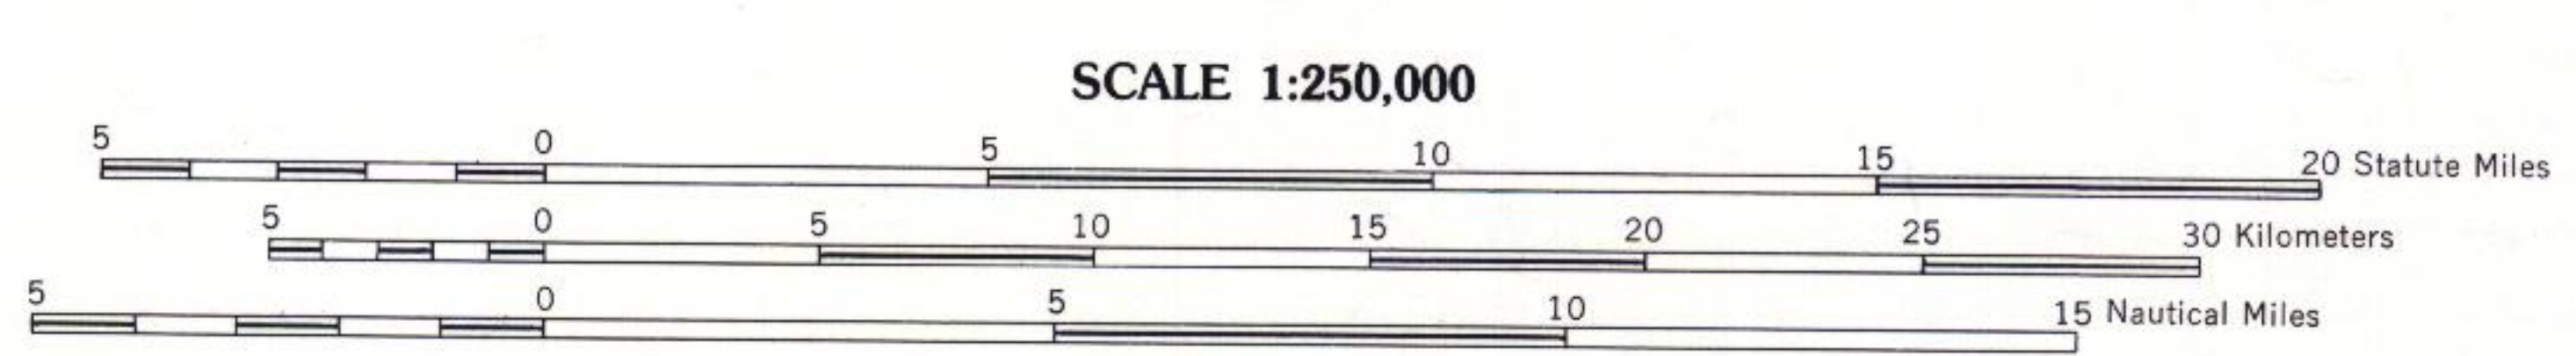 SCALE 1:250,000
5 0 5 10 15 20 Statute Miles
5 0 5 10 15 20 25 30 Kilometers
5 0 5 10 15 Nautical Miles